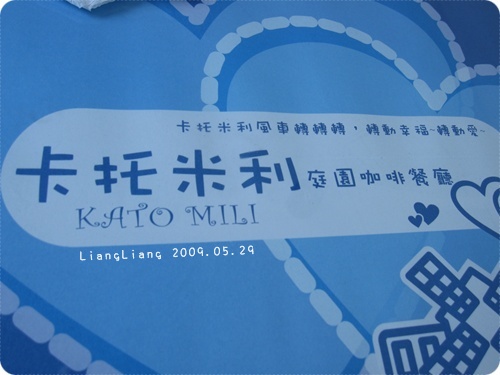 卡托米利風車轉轉轉，轉動幸福~轉動愛~
卡托米利庭園咖啡餐廳
KATO MILI
LiangLiang 2009.05.29